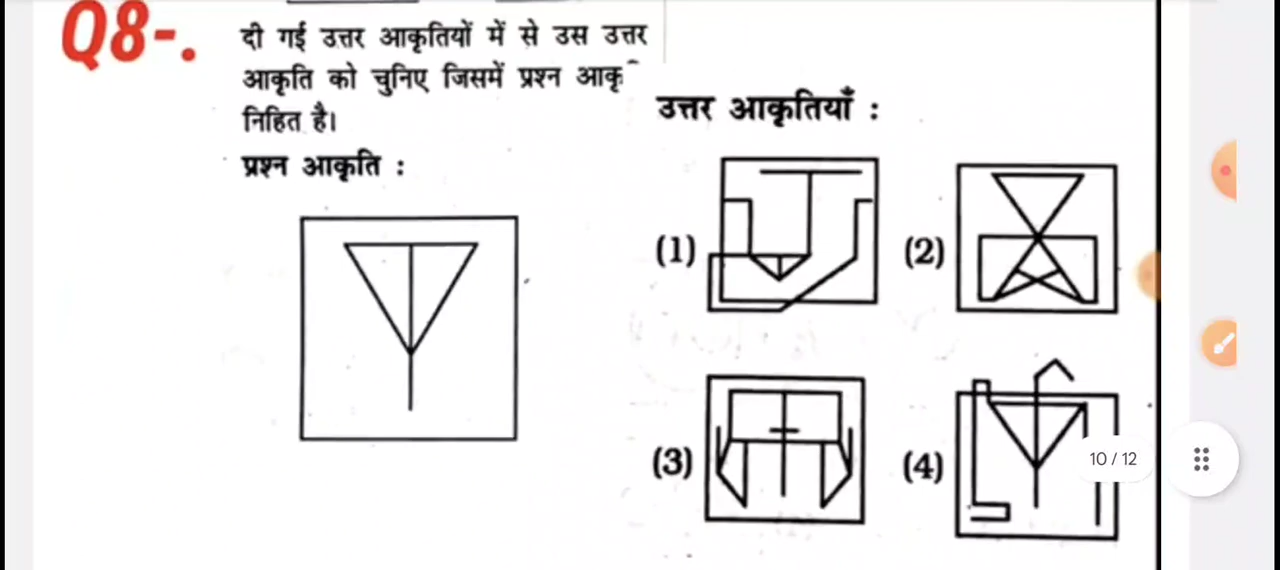 Q8-.
दी गई उत्तर आकृतियों में से उस उत्तर
आकृति को चुनिए जिसमें प्रश्न
निहित है।
प्रश्न आकृति :
उत्तर आकृतियाँ :
(1)
(2)
(3)
(4)
10 / 12